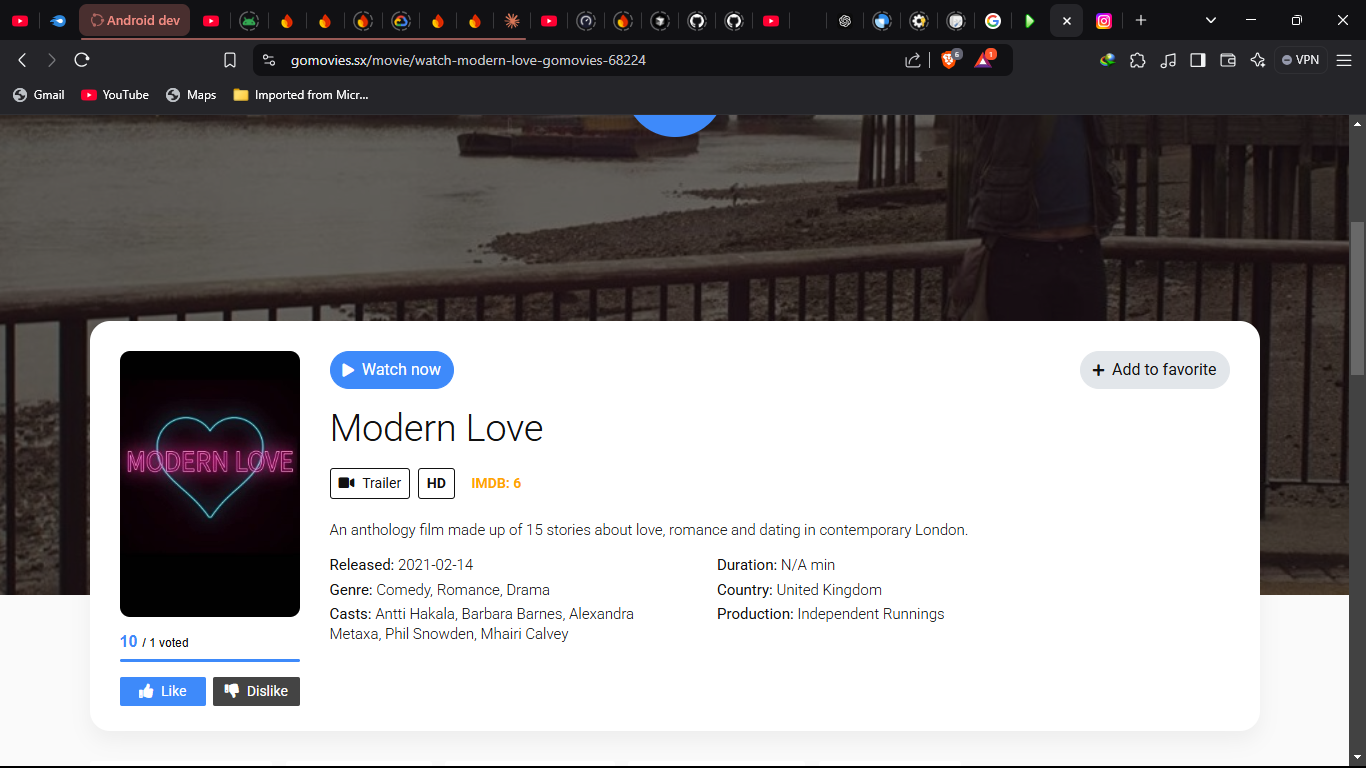 Android dev
gomovies.sx/movie/watch-modern-love-gomovies-68224
6
1
VPN
Gmail
YouTube
Maps
Imported from Micr...
Watch now
Add to favorite
Modern Love
MODERN LOVE
Trailer
HD
IMDB: 6
An anthology film made up of 15 stories about love, romance and dating in contemporary London.
Released: 2021-02-14
Duration: N/A min
Genre: Comedy, Romance, Drama
Country: United Kingdom
Casts: Antti Hakala, Barbara Barnes, Alexandra
Metaxa, Phil Snowden, Mhairi Calvey
Production: Independent Runnings
10 / 1 voted
Like
Dislike